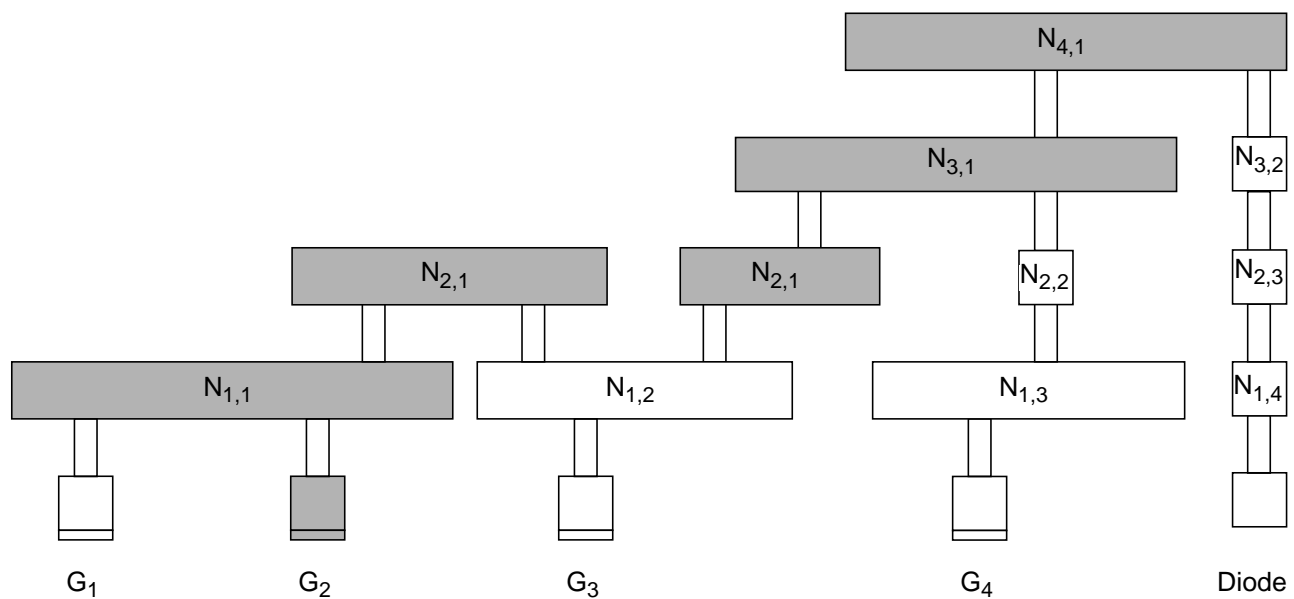 N4,1
N3,1
N3,2
N2,1
N2,1
N2,2
N2,3
N1,1
N1,2
N1,3
N1,4
G1
G2
G3
G4
Diode